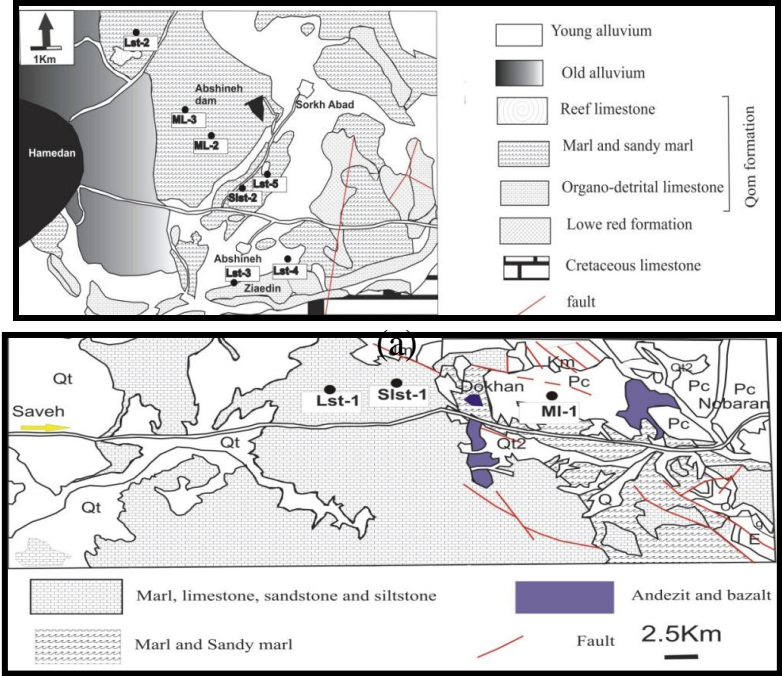 1Km
Lst-2
Abshineh
dam
Sorkh Abad
ML-3
ML-2
Hamedan
Lst-5
Slst-2
Abshineh
Lst-3
Lst-4
Ziaedin
Young alluvium
Old alluvium
Reef limestone
Marl and sandy marl
Organo-detrital limestone
Lowe red formation
Cretaceous limestone
fault
Qom formation
(a)
Km
Qt
Qt2
Pc
Pc
Pc
Dokhan
Nobaran
Lst-1
Slst-1
Ml-1
Saveh
Pc
Qt
Qt2
Qt
Q
E
Marl, limestone, sandstone and siltstone
Andezit and bazalt
Marl and Sandy marl
Fault
2.5Km